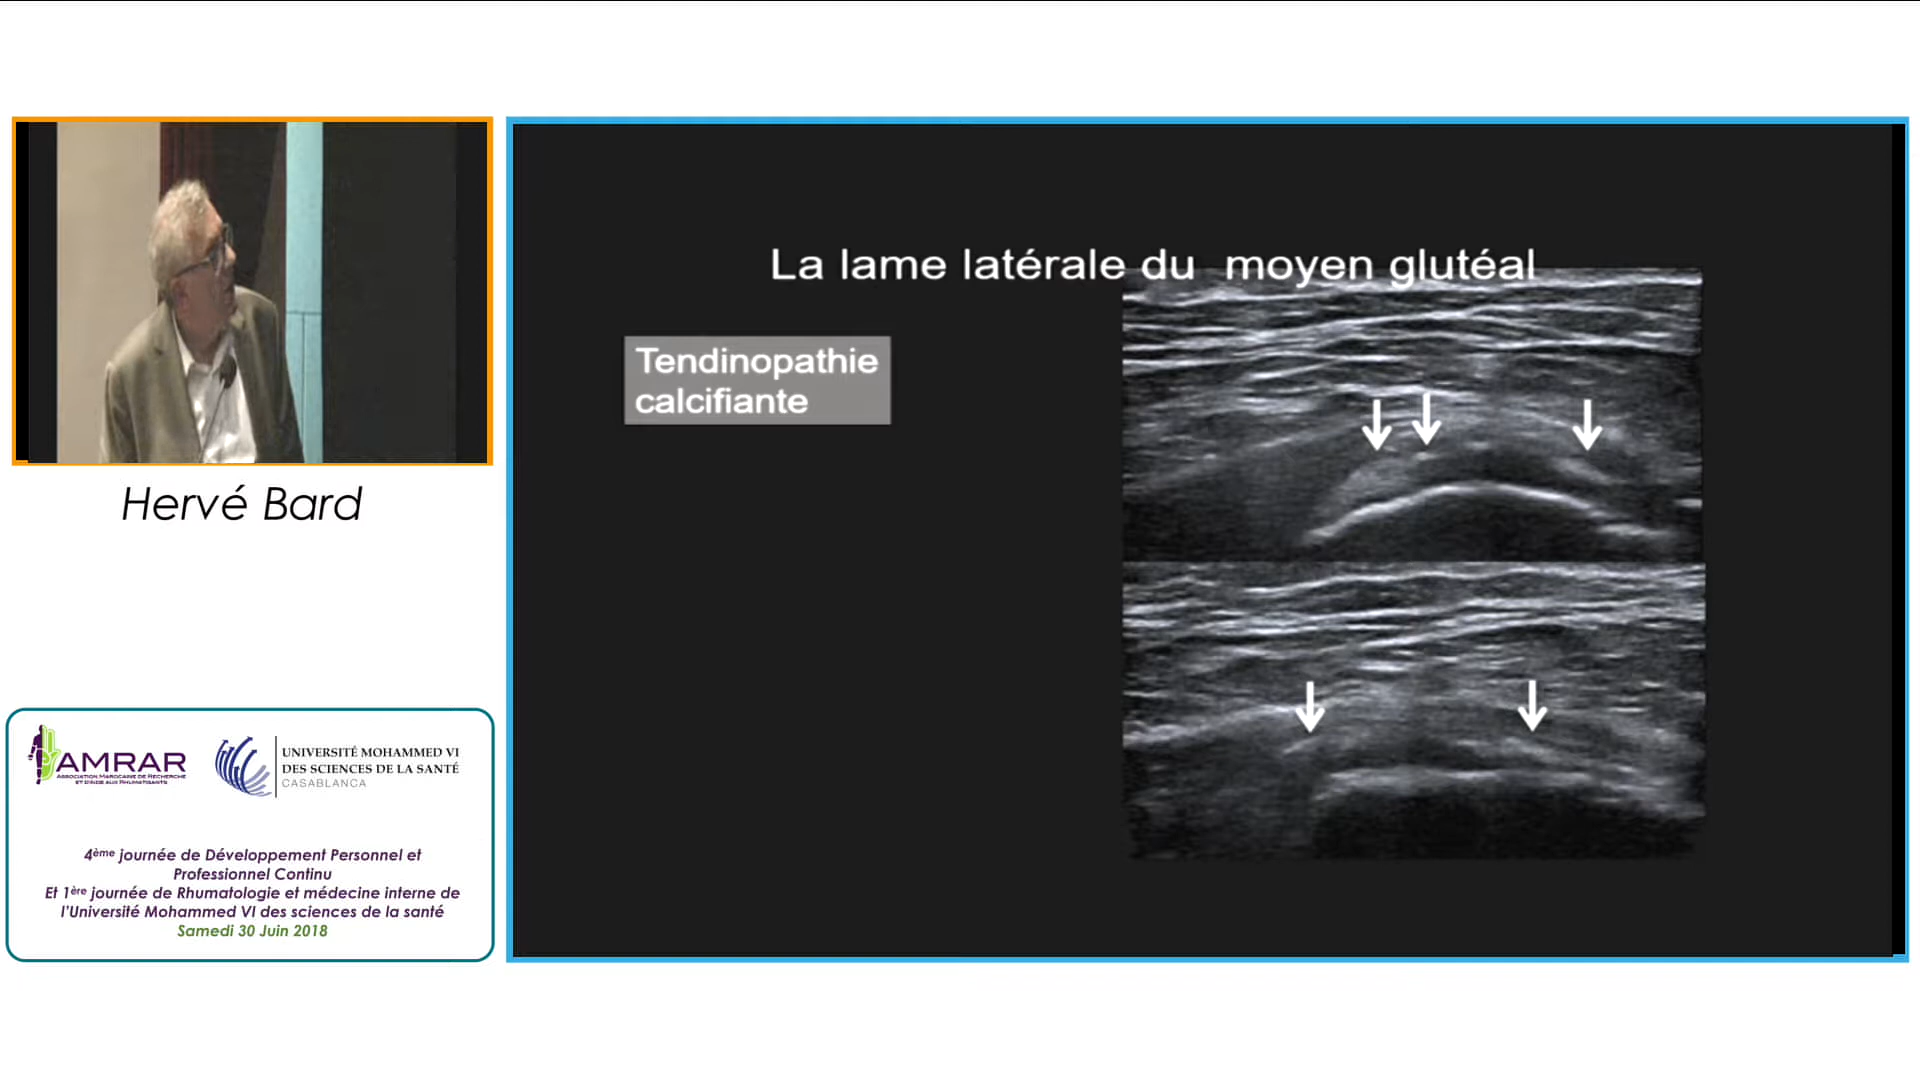 La lame latérale du moyen glutéal
Tendinopathie
calcifiante
Hervé Bard
AMRAR
ASSOCIATION MAROCAINE DE RECHERCHE
ET D'AIDE AUX RHUMATISANTS
UNIVERSITÉ MOHAMMED VI
DES SCIENCES DE LA SANTÉ
CASABLANCA
4ème journée de Développement Personnel et
Professionnel Continu
Et 1ère journée de Rhumatologie et médecine interne de
l'Université Mohammed VI des sciences de la santé
Samedi 30 Juin 2018